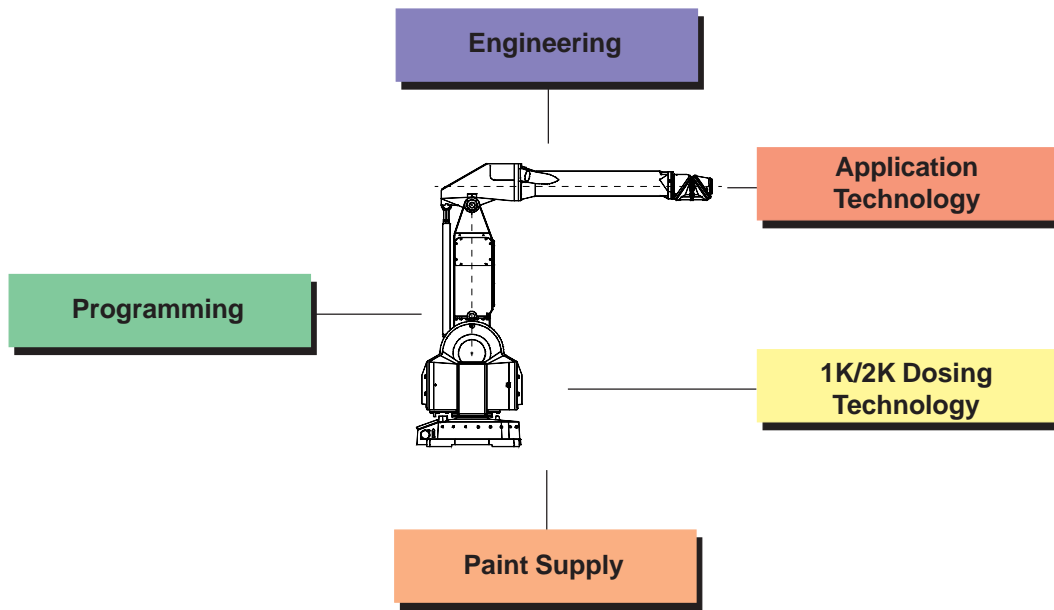 Engineering
Application
Technology
Programming
1K/2K Dosing
Technology
Paint Supply